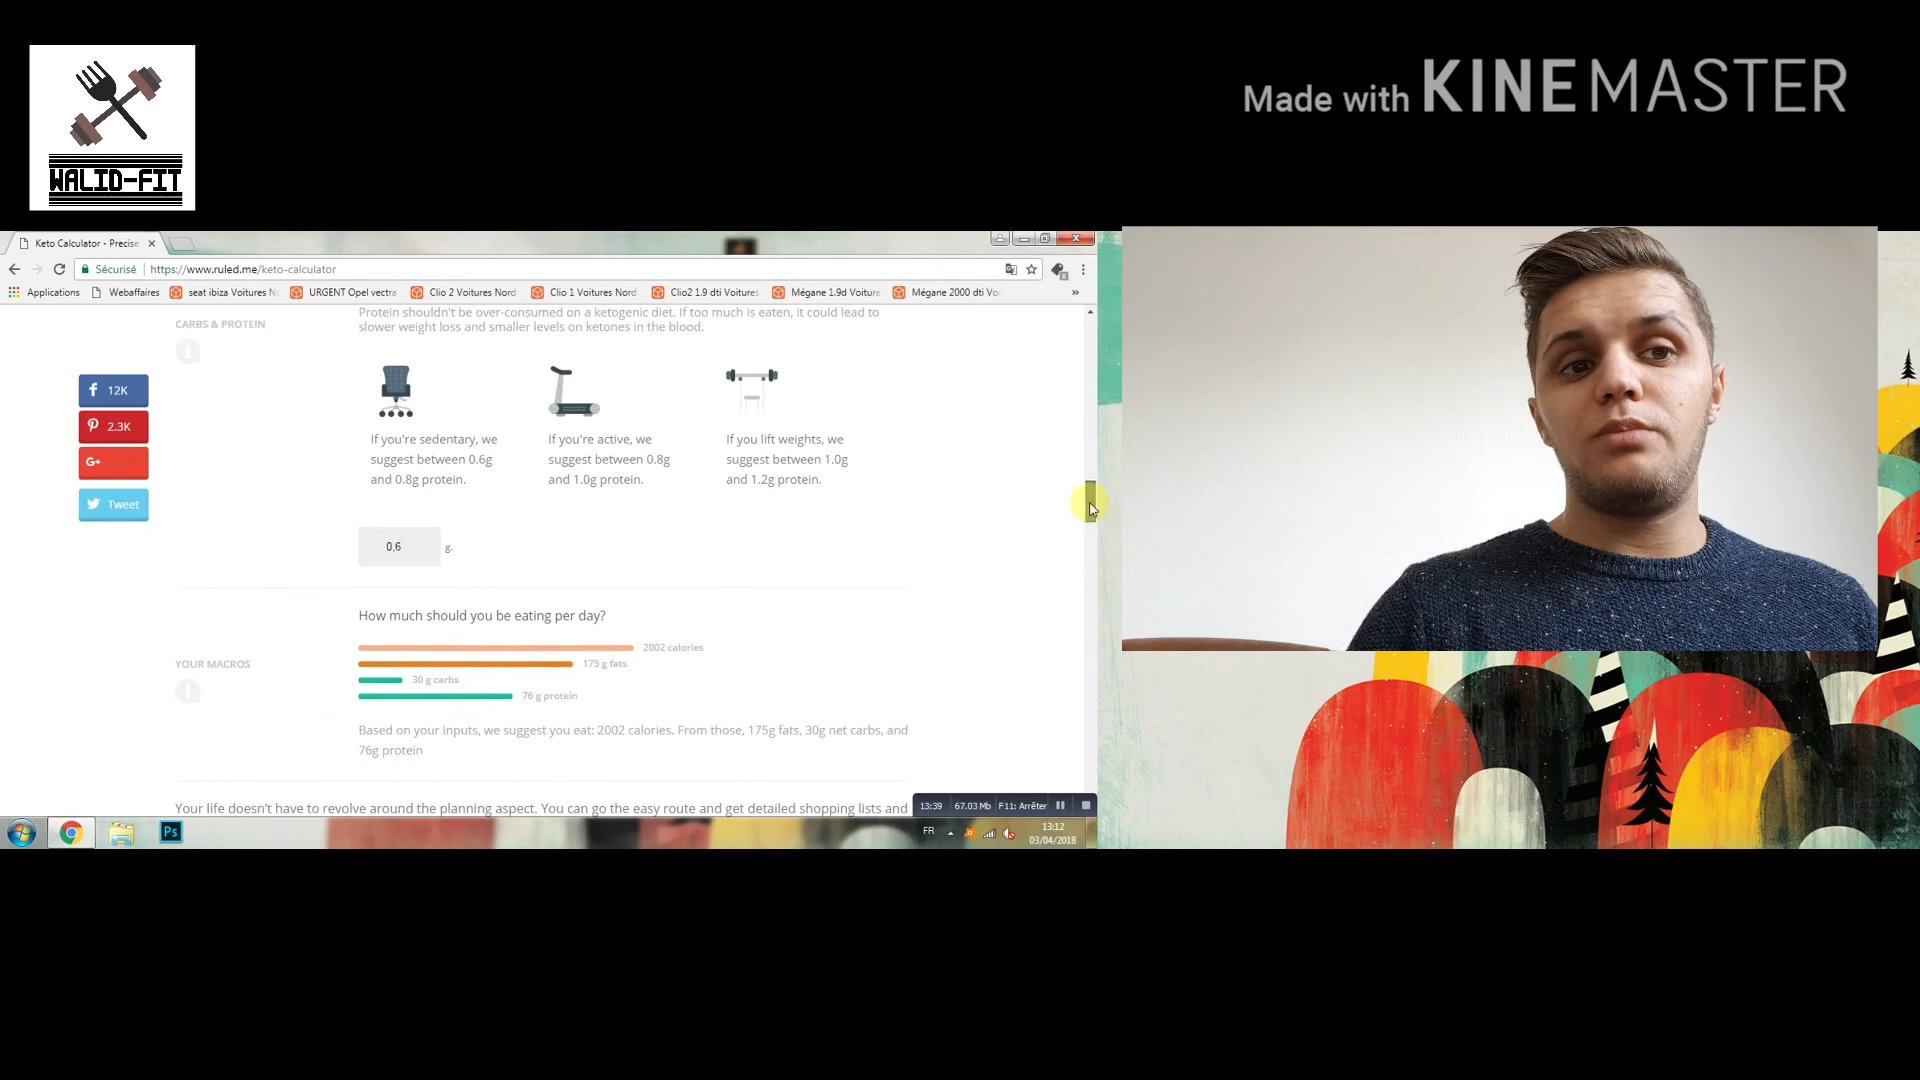 Made with KINEMASTER
WALID-FIT
Keto Calculator - Precise
Sécurisé
https://www.ruled.me/keto-calculator
Applications
Webaffaires
seat ibiza Voitures N
URGENT Opel vectra
Clio 2 Voitures Nord
Clio 1 Voitures Nord
Clio2 1.9 dti Voitures
Mégane 1.9d Voiture
Mégane 2000 dti Vo
»
CARBS & PROTEIN
Protein shouldn't be over-consumed on a ketogenic diet. If too much is eaten, it could lead to
slower weight loss and smaller levels on ketones in the blood.
12K
2.3K
G+
Tweet
If you're sedentary, we
suggest between 0.6g
and 0.8g protein.
If you're active, we
suggest between 0.8g
and 1.0g protein.
If you lift weights, we
suggest between 1.0g
and 1.2g protein.
0,6 g.
How much should you be eating per day?
2002 calories
175 g fats
30 g carbs
76 g protein
YOUR MACROS
Based on your inputs, we suggest you eat: 2002 calories. From those, 175g fats, 30g net carbs, and
76g protein
Your life doesn't have to revolve around the planning aspect. You can go the easy route and get detailed shopping lists and
13:39 67.03 Mb F11: Arrêter
Ps
FR
13:12
03/04/2018